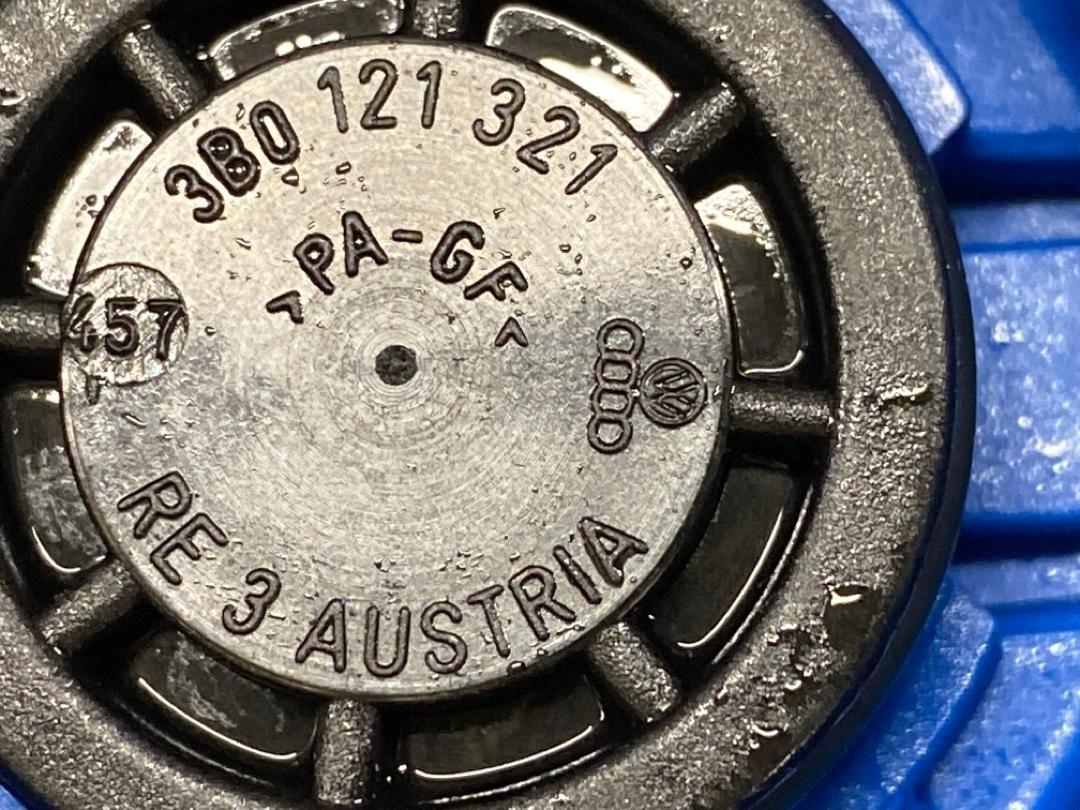 3B0 121 321
>PA-GF<
457
RE 3 AUSTRIA